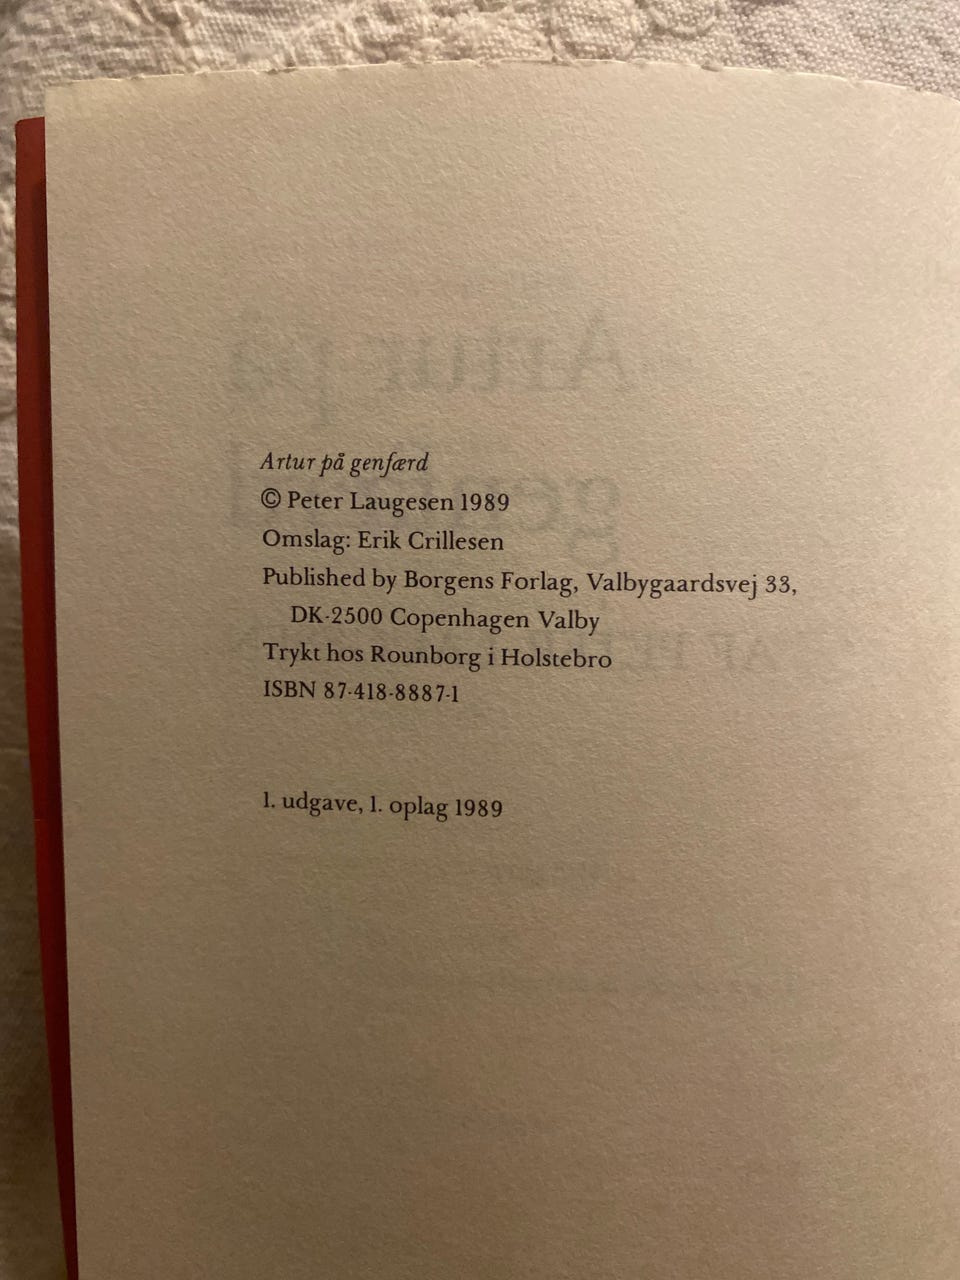 Artur på genfærd
© Peter Laugesen 1989
Omslag: Erik Crillesen
Published by Borgens Forlag, Valbygaardsvej 33,
DK-2500 Copenhagen Valby
Trykt hos Rounborg i Holstebro
ISBN 87-418-8887-1
1. udgave, 1. oplag 1989